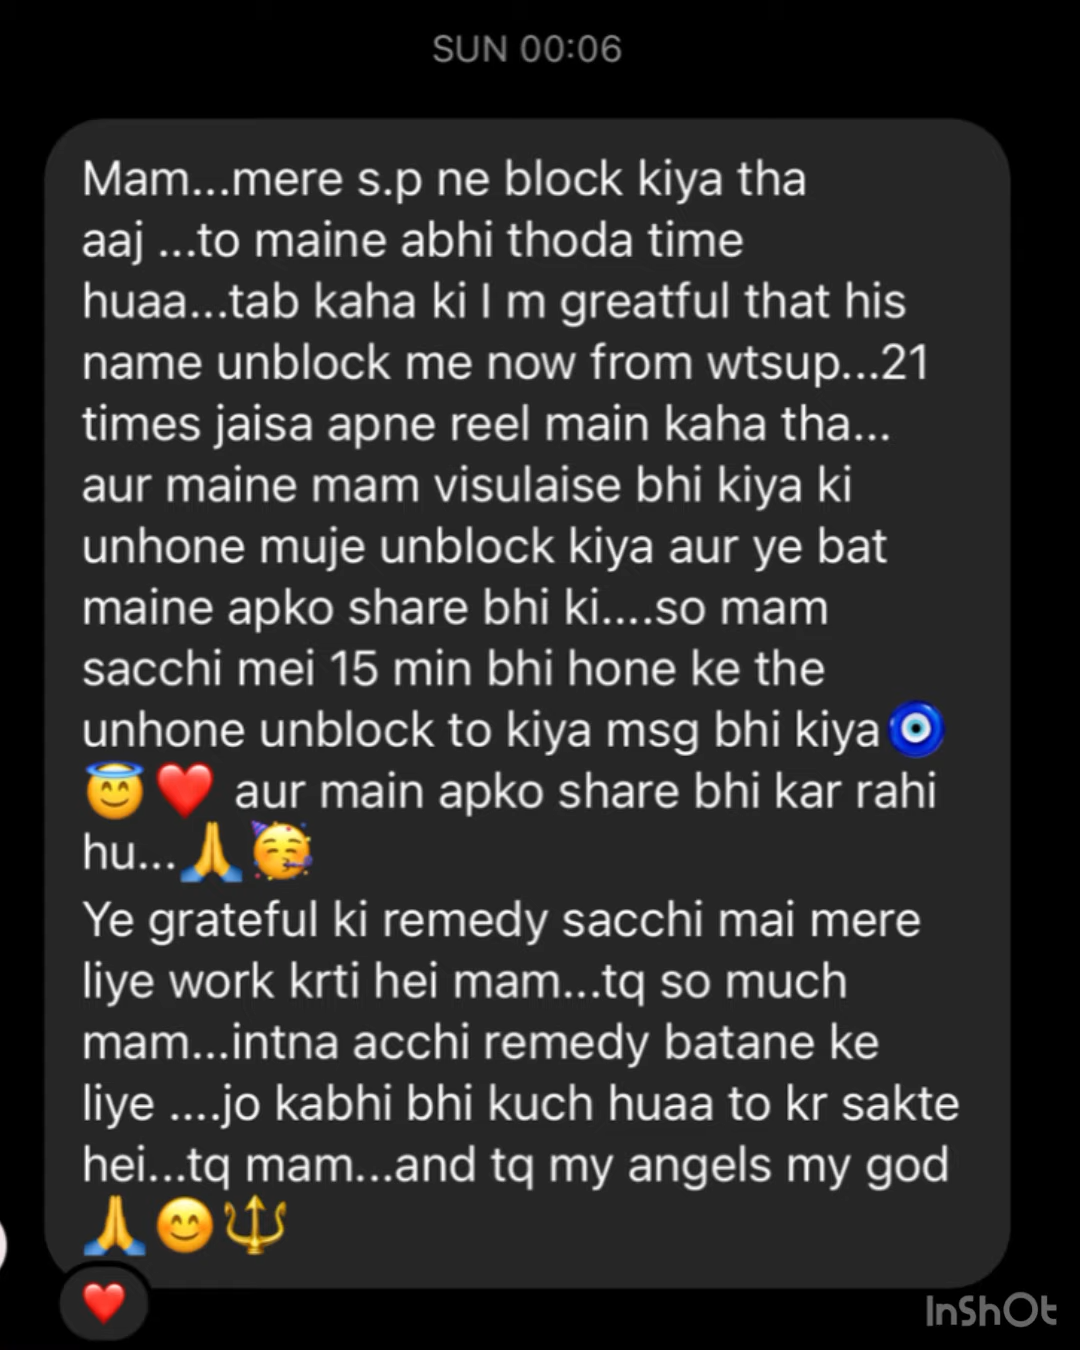 SUN 00:06
Mam...mere s.p ne block kiya tha
aaj ...to maine abhi thoda time
huaa...tab kaha ki I m greatful that his
name unblock me now from wtsup...21
times jaisa apne reel main kaha tha...
aur maine mam visulaise bhi kiya ki
unhone muje unblock kiya aur ye bat
maine apko share bhi ki....so mam
sacchi mei 15 min bhi hone ke the
unhone unblock to kiya msg bhi kiya🧿
😇❤️ aur main apko share bhi kar rahi
hu...🙏🥳
Ye grateful ki remedy sacchi mai mere
liye work krti hei mam...tq so much
mam...intna acchi remedy batane ke
liye ....jo kabhi bhi kuch huaa to kr sakte
hei...tq mam...and tq my angels my god
🙏😊🔱
❤️
InShOt